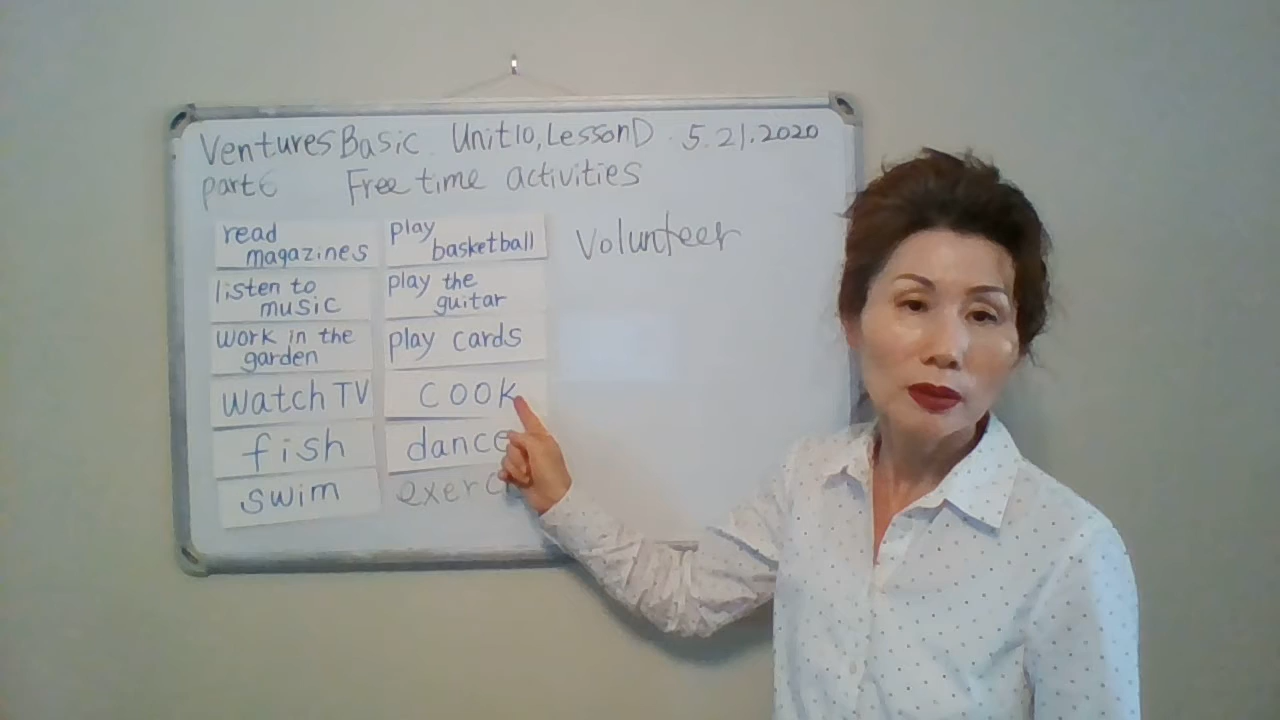 Ventures Basic Unit 10, Lesson D. 5.21.2020
part 6 Free time activities
read
magazines
listen to
music
work in the
garden
watch TV
fish
swim
play
basketball
play the
guitar
play cards
cook
dance
Volunteer